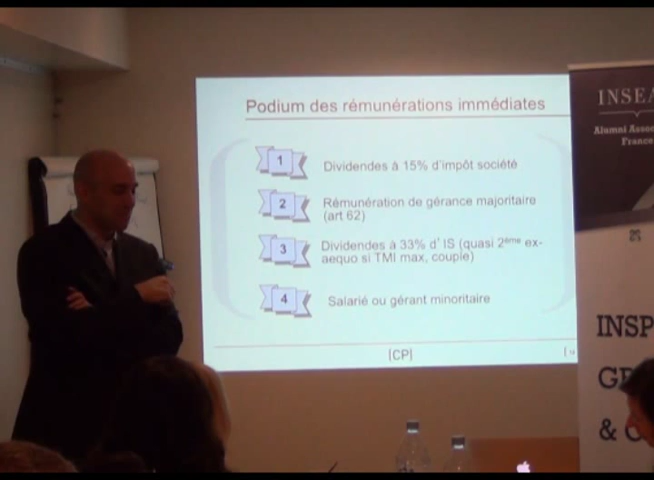 Podium des rémunérations immédiates
1 Dividendes à 15% d'impôt société
2 Rémunération de gérance majoritaire
(art 62)
3 Dividendes à 33% d' IS (quasi 2ème ex-
aequo si TMI max, couple)
4 Salarié ou gérant minoritaire
|CP|
INSEA
Alumni Assoc
France
INSP
&